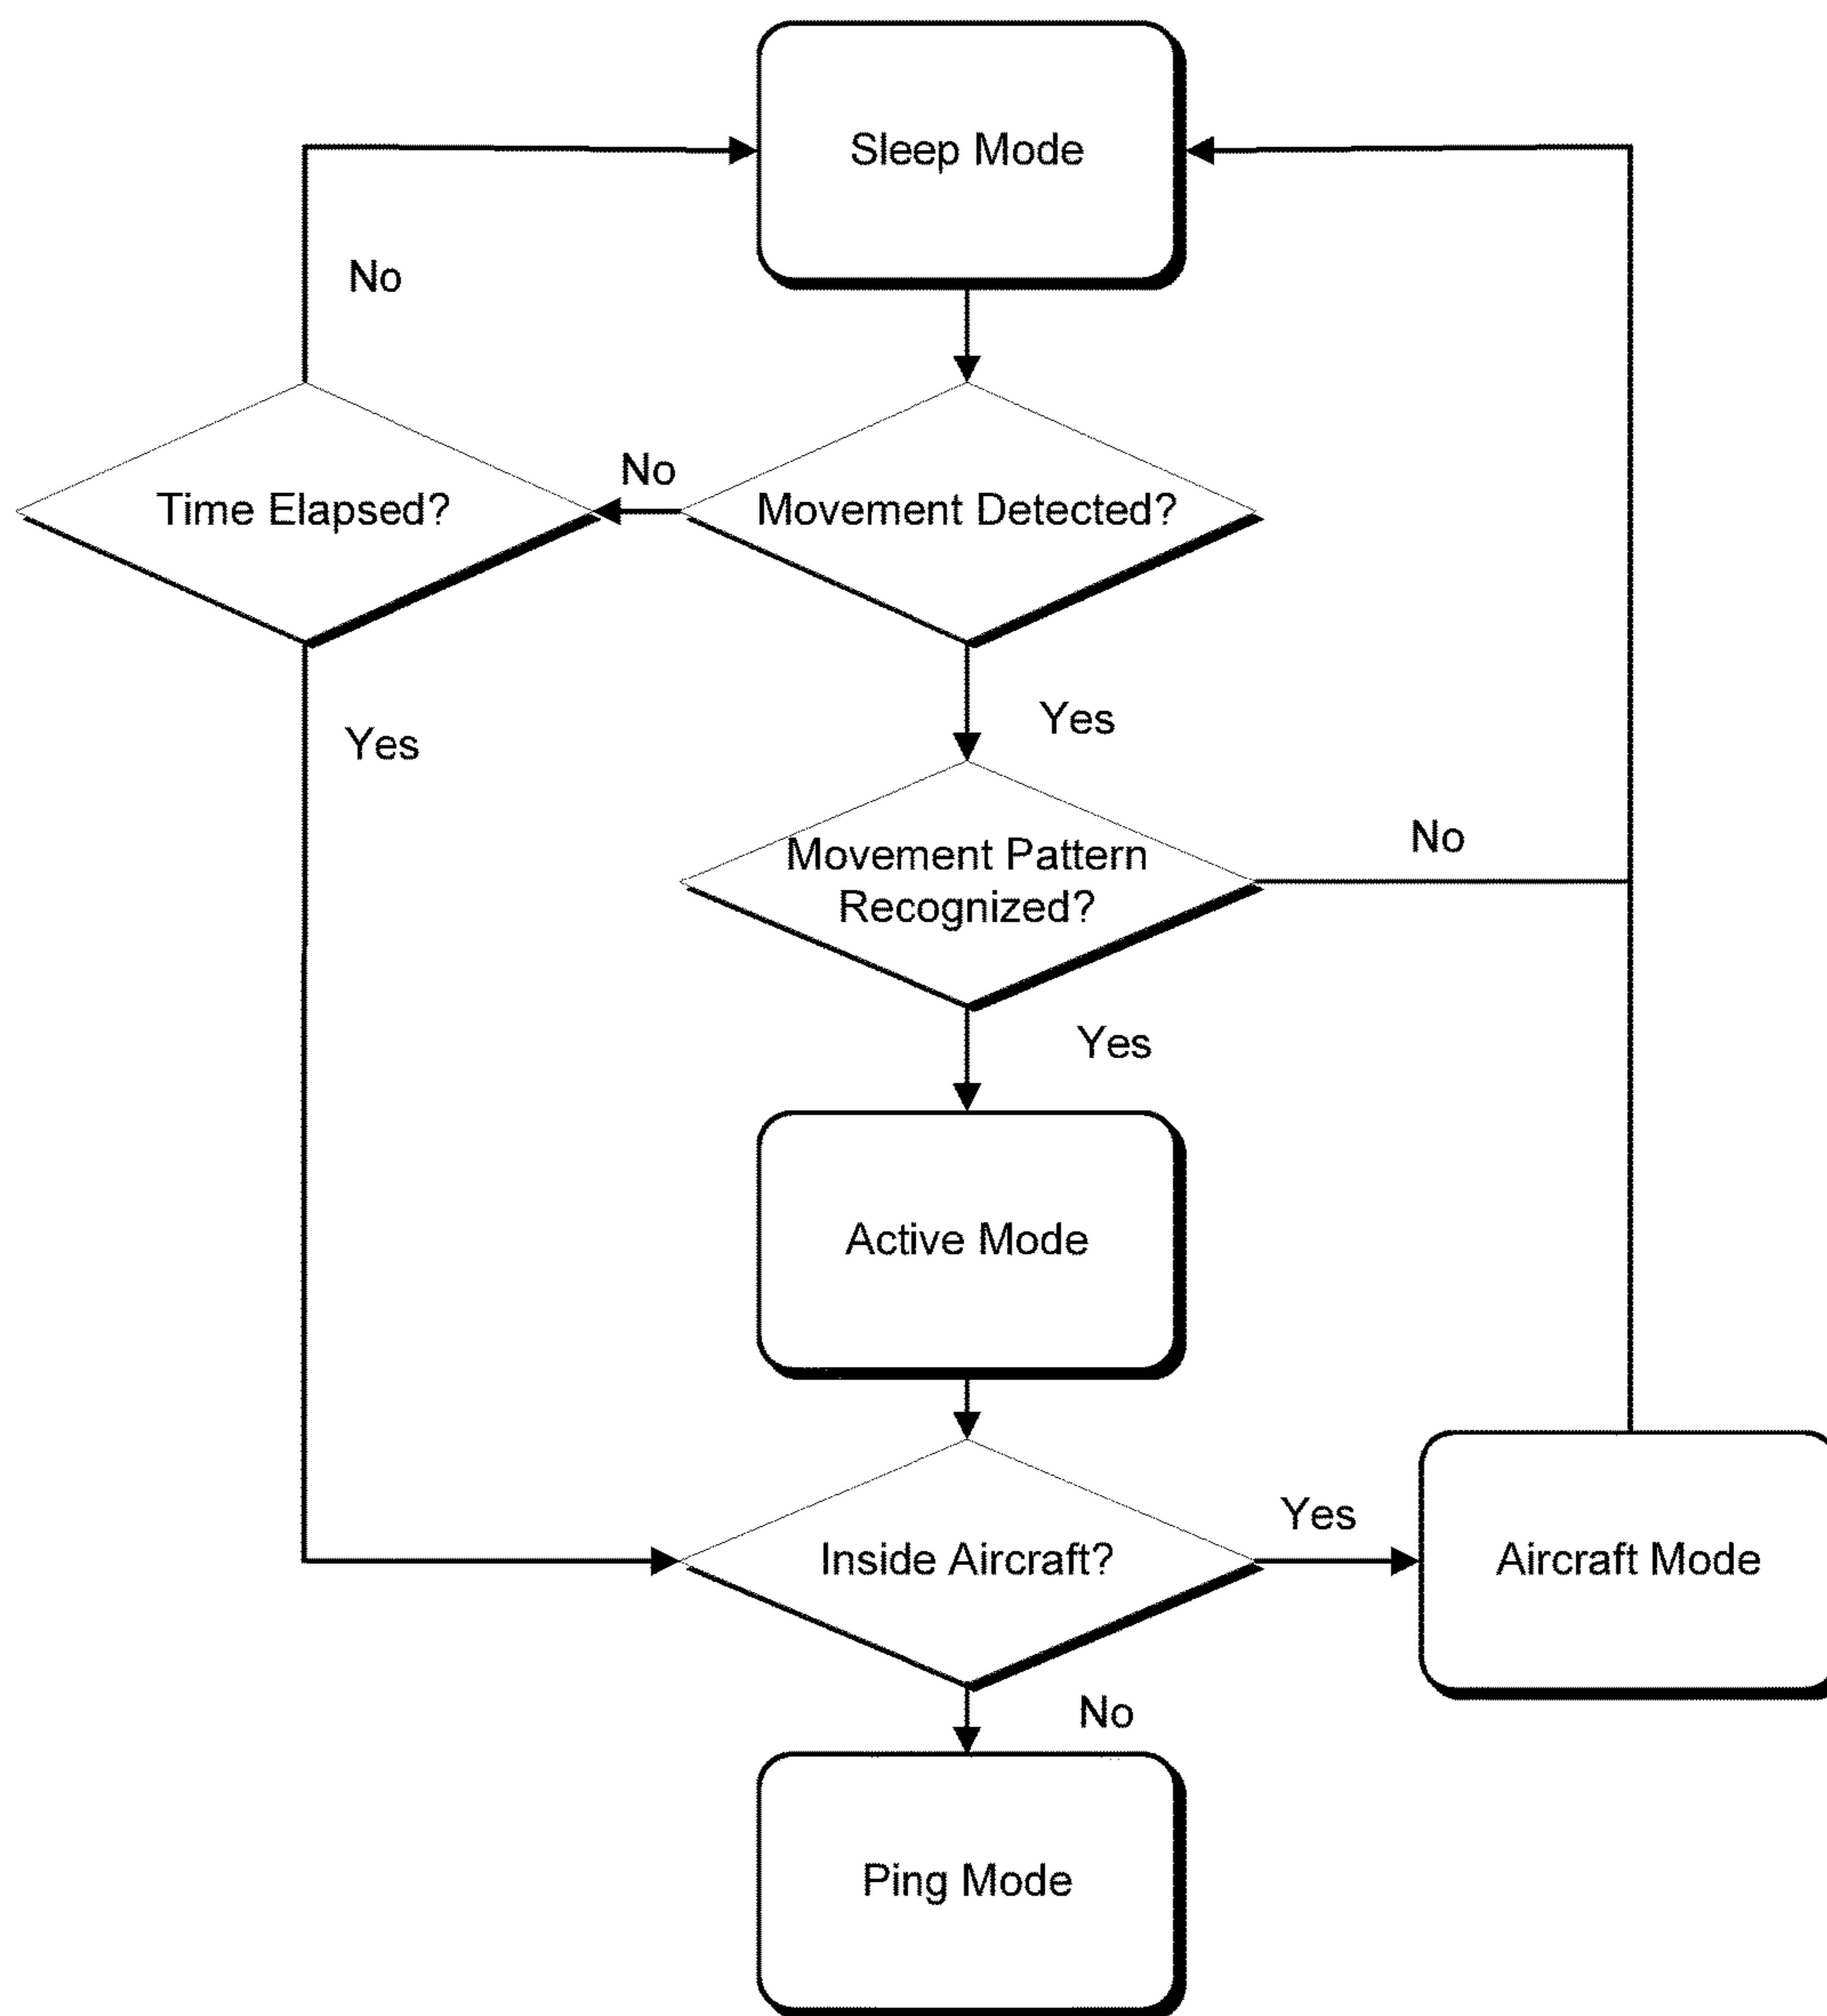 Sleep Mode
No
No
Time Elapsed?
Movement Detected?
Yes
Yes
Movement Pattern
Recognized?
No
Yes
Active Mode
Inside Aircraft?
Yes
Aircraft Mode
No
Ping Mode